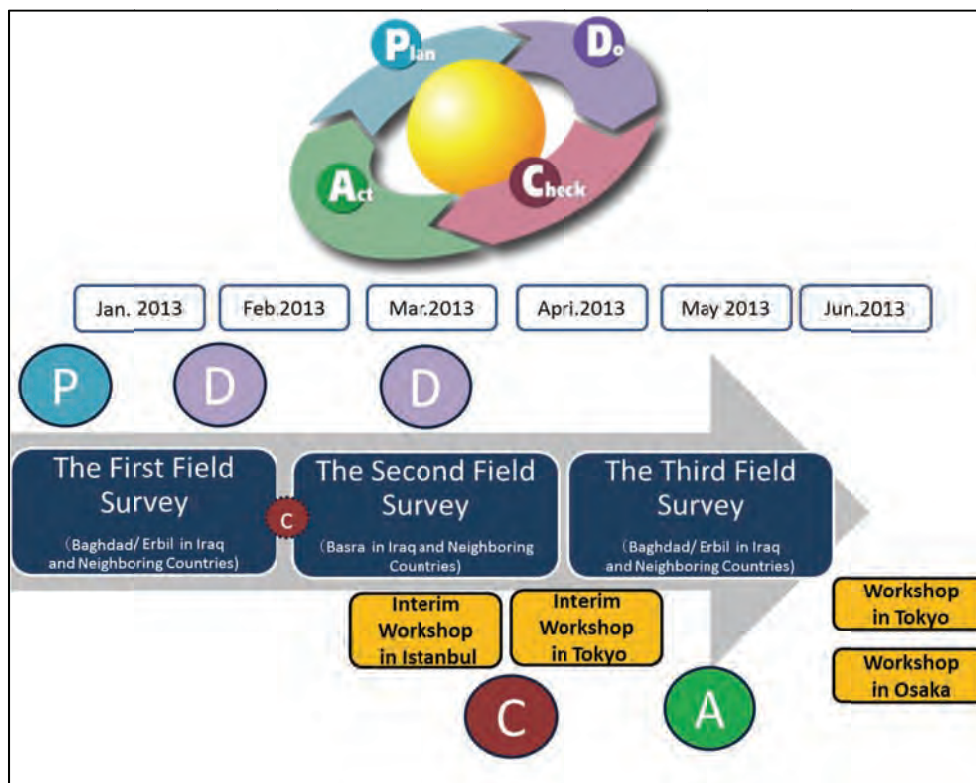 Plan
Do
Act
Check
Jan. 2013
Feb.2013
Mar.2013
Apri.2013
May 2013
Jun.2013
P
D
D
The First Field
Survey
(Baghdad/ Erbil in Iraq
and Neighboring Countries)
C
The Second Field
Survey
(Basra in Iraq and Neighboring
Countries)
The Third Field
Survey
(Baghdad/ Erbil in Iraq
and Neighboring Countries)
Interim
Workshop
in Istanbul
Interim
Workshop
in Tokyo
Workshop
in Tokyo
Workshop
in Osaka
C
A